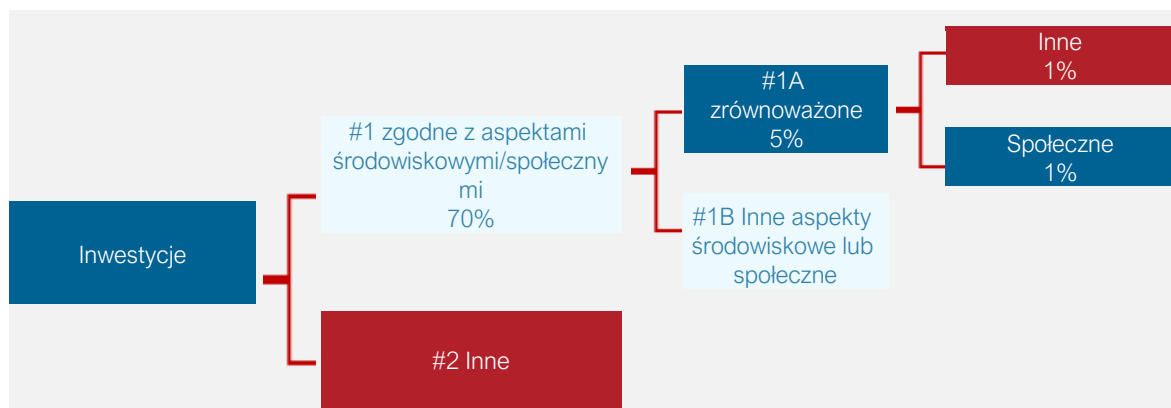 Inwestycje
#1 zgodne z aspektami
środowiskowymi/społeczny
mi
70%
#2 Inne
#1A
zrównoważone
5%
#1B Inne aspekty
środowiskowe lub
społeczne
Inne
1%
Społeczne
1%